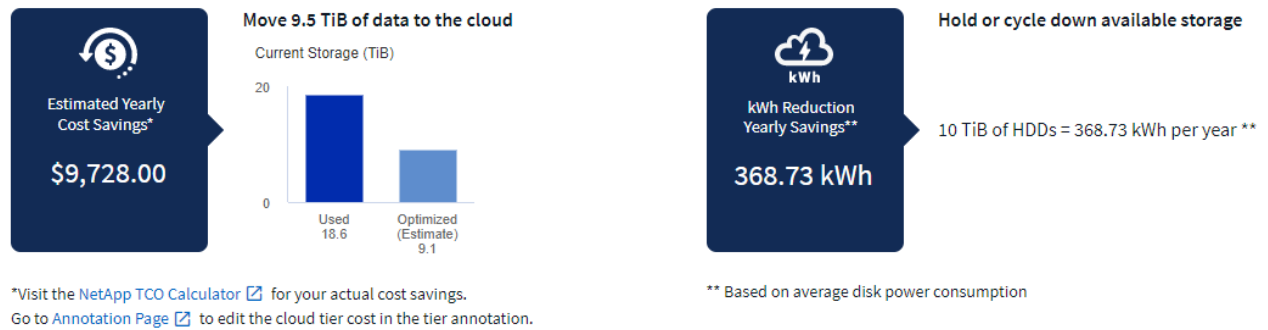 Move 9.5 TiB of data to the cloud
Current Storage (TiB)
$
Estimated Yearly
Cost Savings*
$9,728.00
20
0
Used
18.6
Optimized
(Estimate)
9.1
*Visit the NetApp TCO Calculator for your actual cost savings.
Go to Annotation Page to edit the cloud tier cost in the tier annotation.
Hold or cycle down available storage
kWh
kWh Reduction
Yearly Savings**
368.73 kWh
10 TiB of HDDs = 368.73 kWh per year **
** Based on average disk power consumption